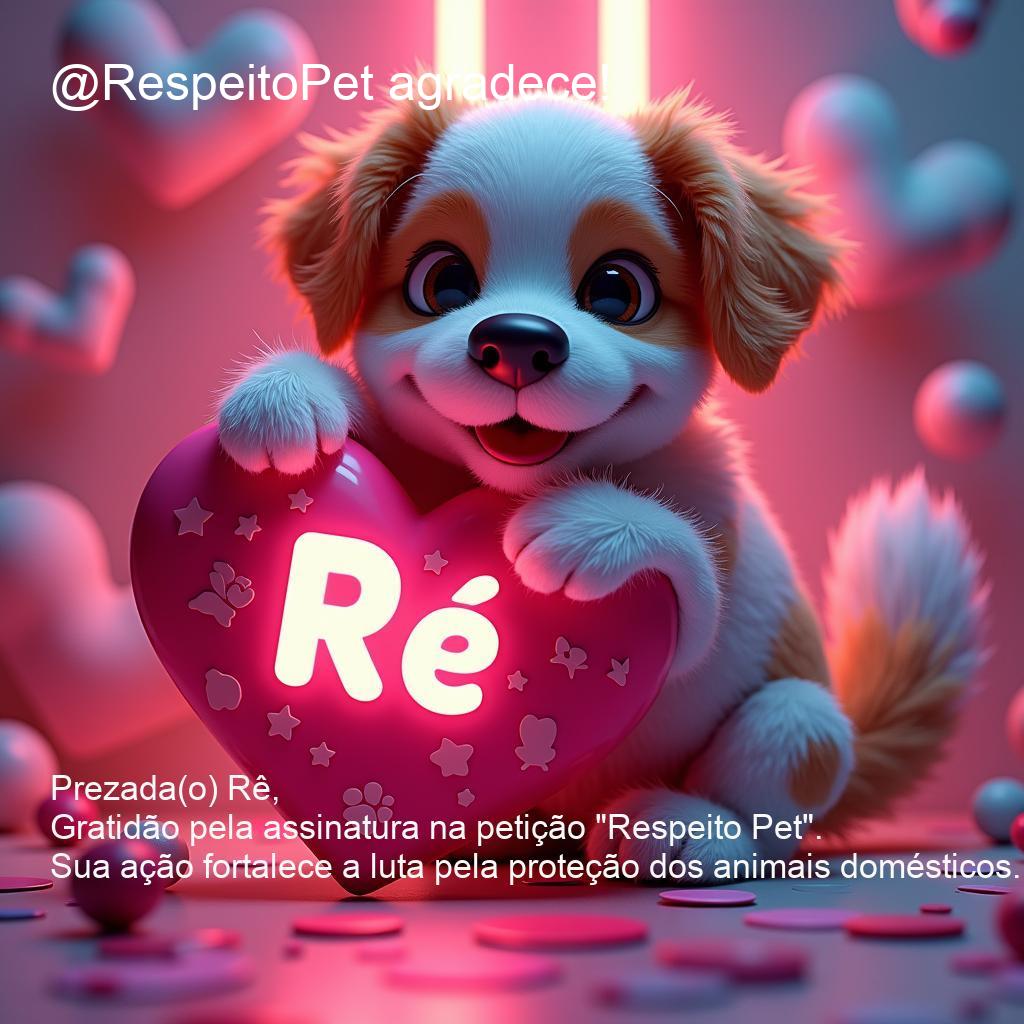 @RespeitoPet agradece!
Ré
Prezada(o) Rê,
Gratidão pela assinatura na petição "Respeito Pet".
Sua ação fortalece a luta pela proteção dos animais domésticos.